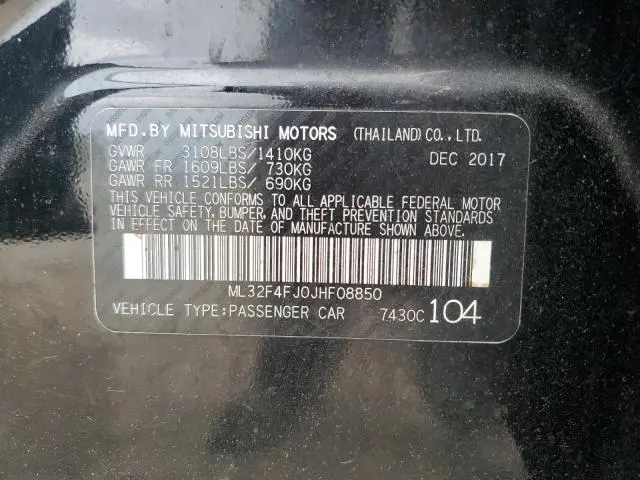 MFD.BY MITSUBISHI MOTORS (THAILAND)CO.,LTD.
GVWR 3108LBS/1410KG DEC 2017
GAWR FR 1609LBS/ 730KG
GAWR RR 1521LBS/ 690KG
THIS VEHICLE CONFORMS TO ALL APPLICABLE FEDERAL MOTOR
VEHICLE SAFETY, BUMPER, AND THEFT PREVENTION STANDARDS
IN EFFECT ON THE DATE OF MANUFACTURE SHOWN ABOVE.
ML32F4FJ0JHF08850
VEHICLE TYPE:PASSENGER CAR 7430C 104